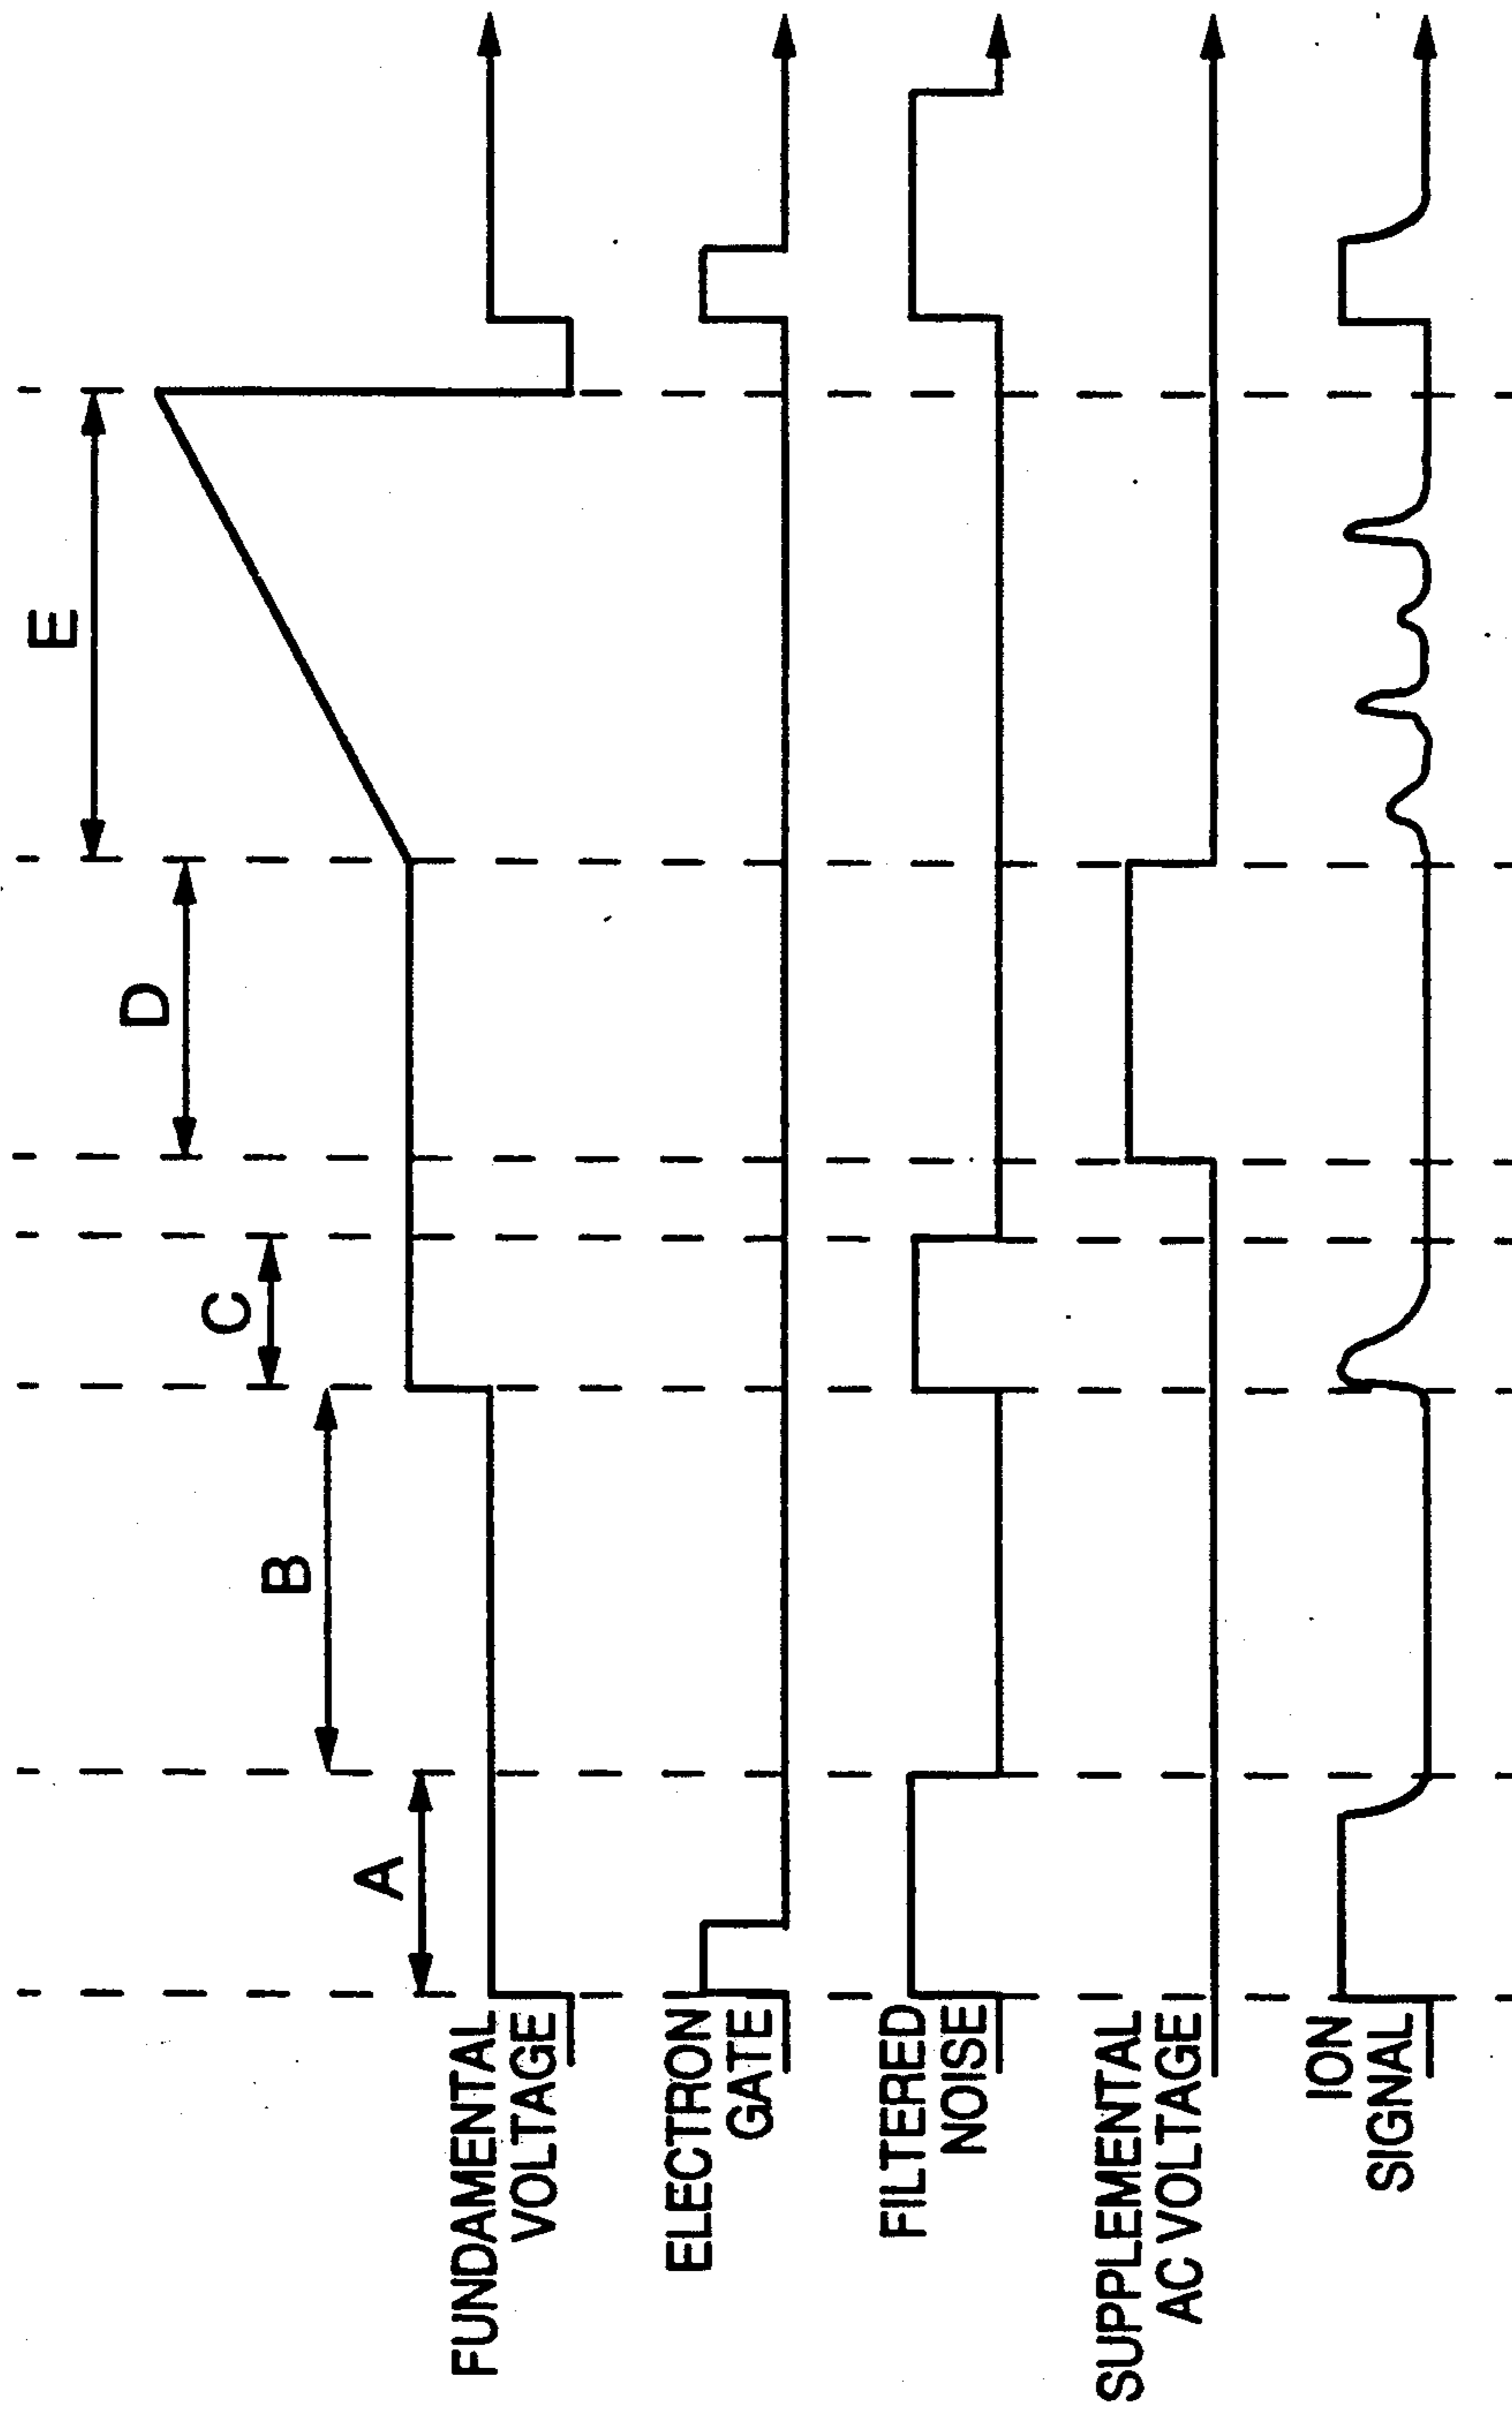 A
B
C
D
E
FUNDAMENTAL
VOLTAGE
ELECTRON
GATE
FILTERED
NOISE
SUPPLEMENTAL
AC VOLTAGE
ION
SIGNAL